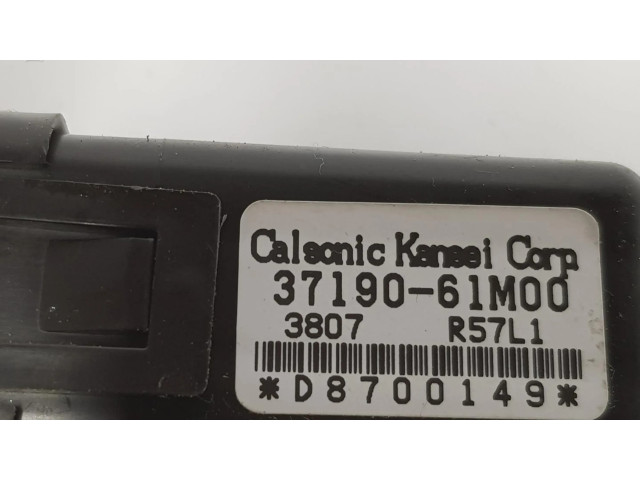 Calsonic Kansei Corp
37190-61M00
3807 R57L1
*D8700149*